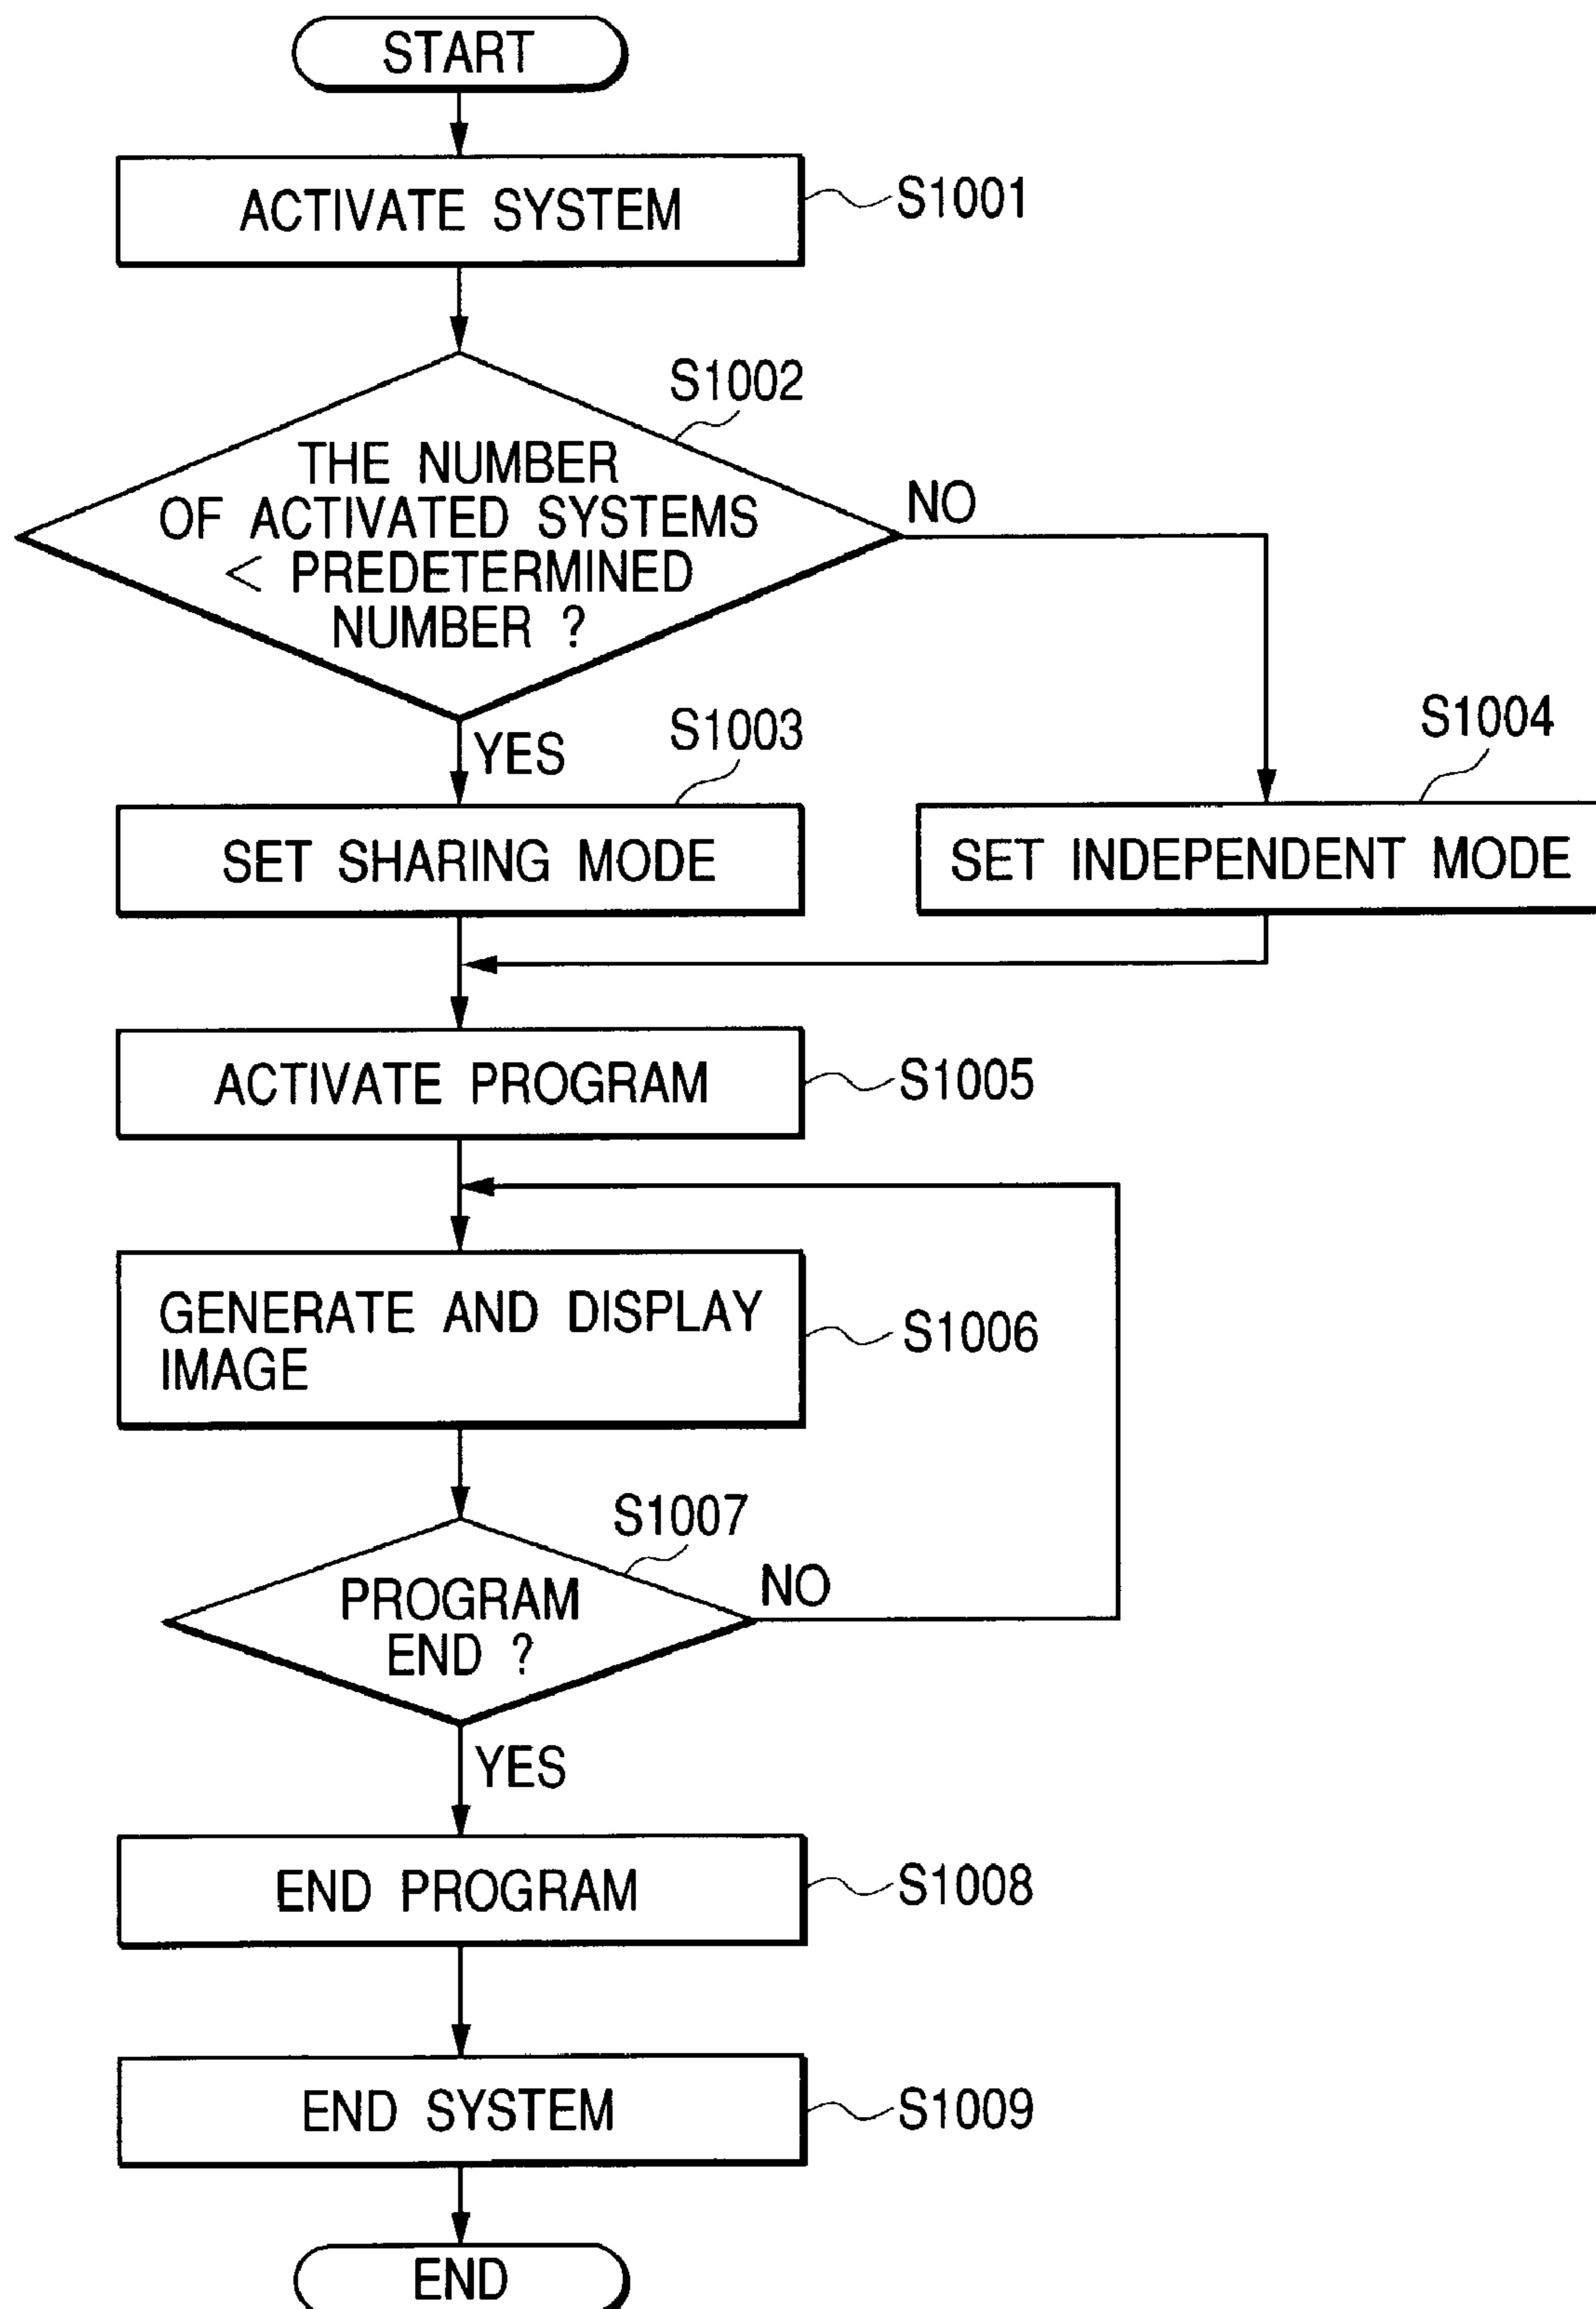 START
ACTIVATE SYSTEM
S1001
S1002
THE NUMBER
OF ACTIVATED SYSTEMS
< PREDETERMINED
NUMBER ?
NO
YES
S1003
SET SHARING MODE
S1004
SET INDEPENDENT MODE
ACTIVATE PROGRAM
S1005
GENERATE AND DISPLAY
IMAGE
S1006
S1007
PROGRAM
END ?
NO
YES
END PROGRAM
S1008
END SYSTEM
S1009
END